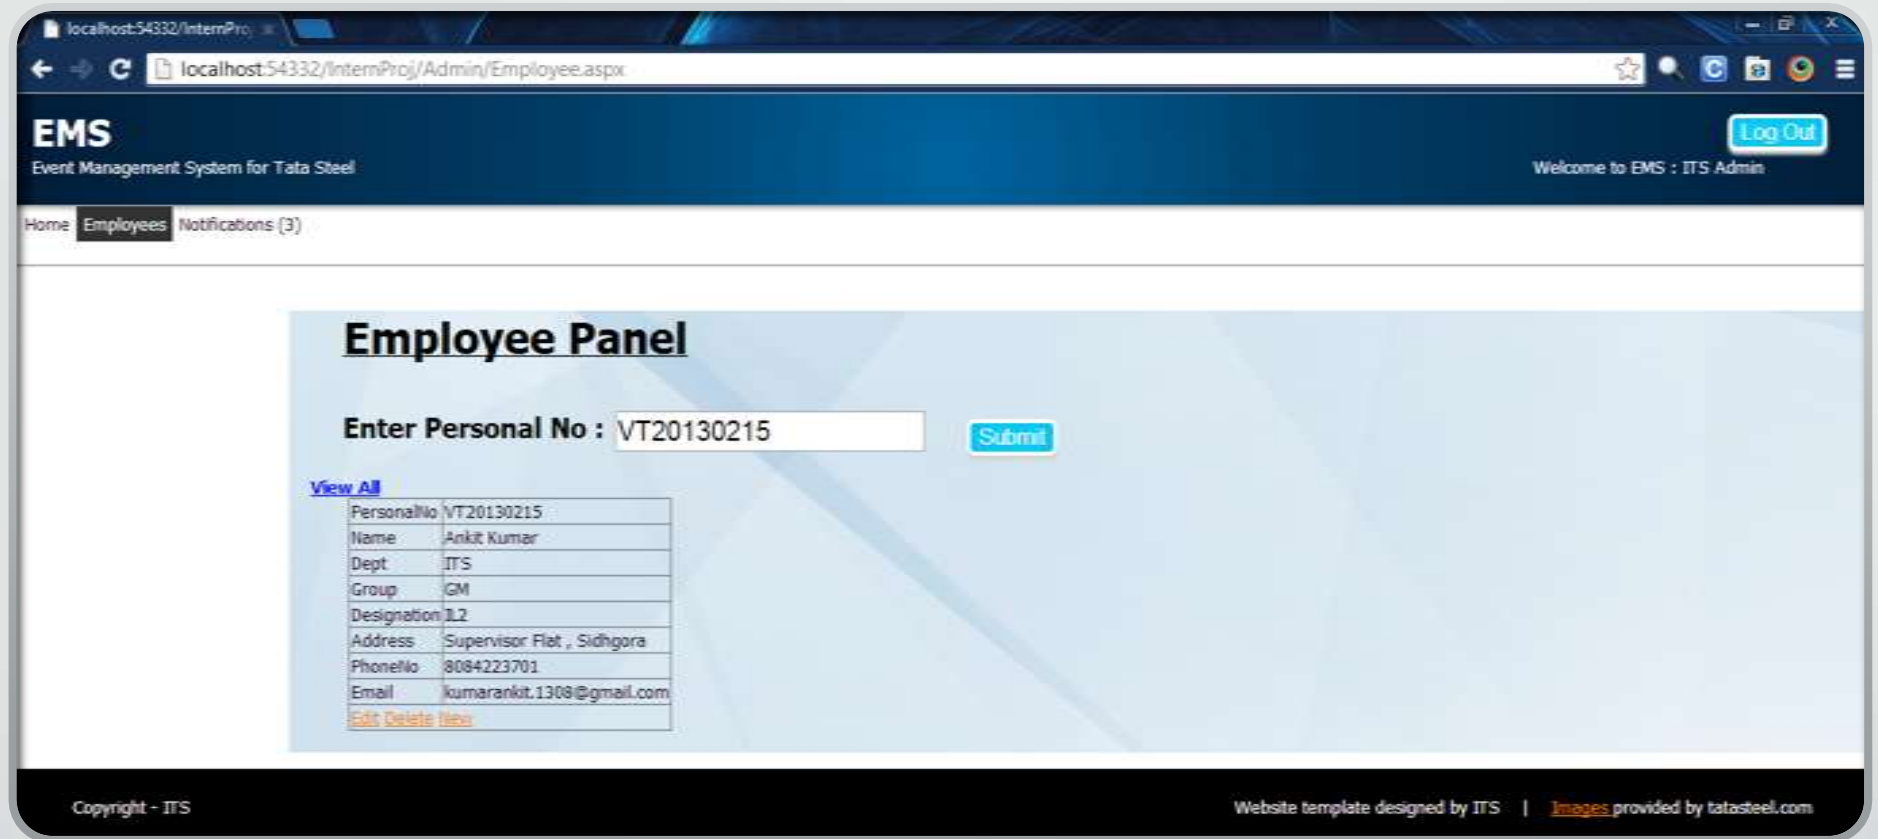 localhost:54332/InternPro
localhost:54332/InternProj/Admin/Employee.aspx
EMS
Log Out
Event Management System for Tata Steel
Welcome to EMS : ITS Admin
Home Employees Notifications (3)
Employee Panel
Enter Personal No : VT20130215 Submit
View All
PersonalNo VT20130215
Name Ankit Kumar
Dept ITS
Group GM
Designation IL2
Address Supervisor Flat , Sidhgora
PhoneNo 8084223701
Email kumarankit.1308@gmail.com
Edit Delete New
Copyright - ITS
Website template designed by ITS | Images provided by tatasteel.com